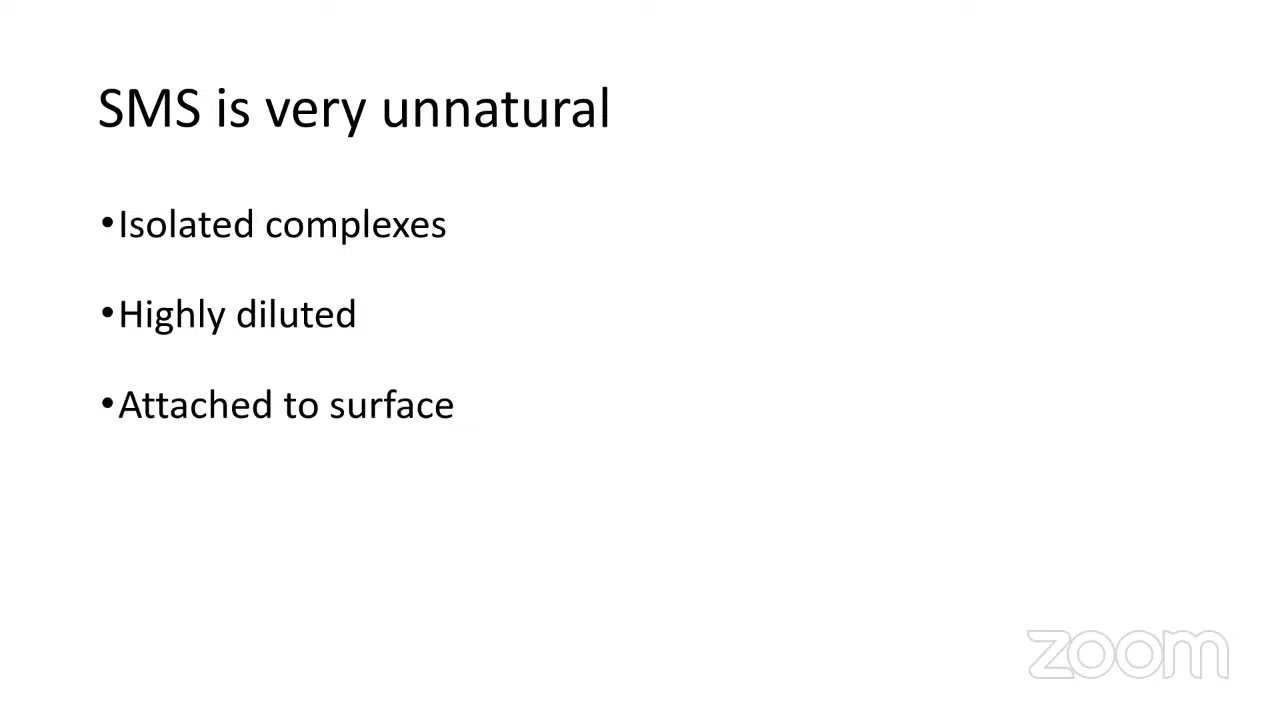 SMS is very unnatural
•Isolated complexes
•Highly diluted
•Attached to surface
zoom